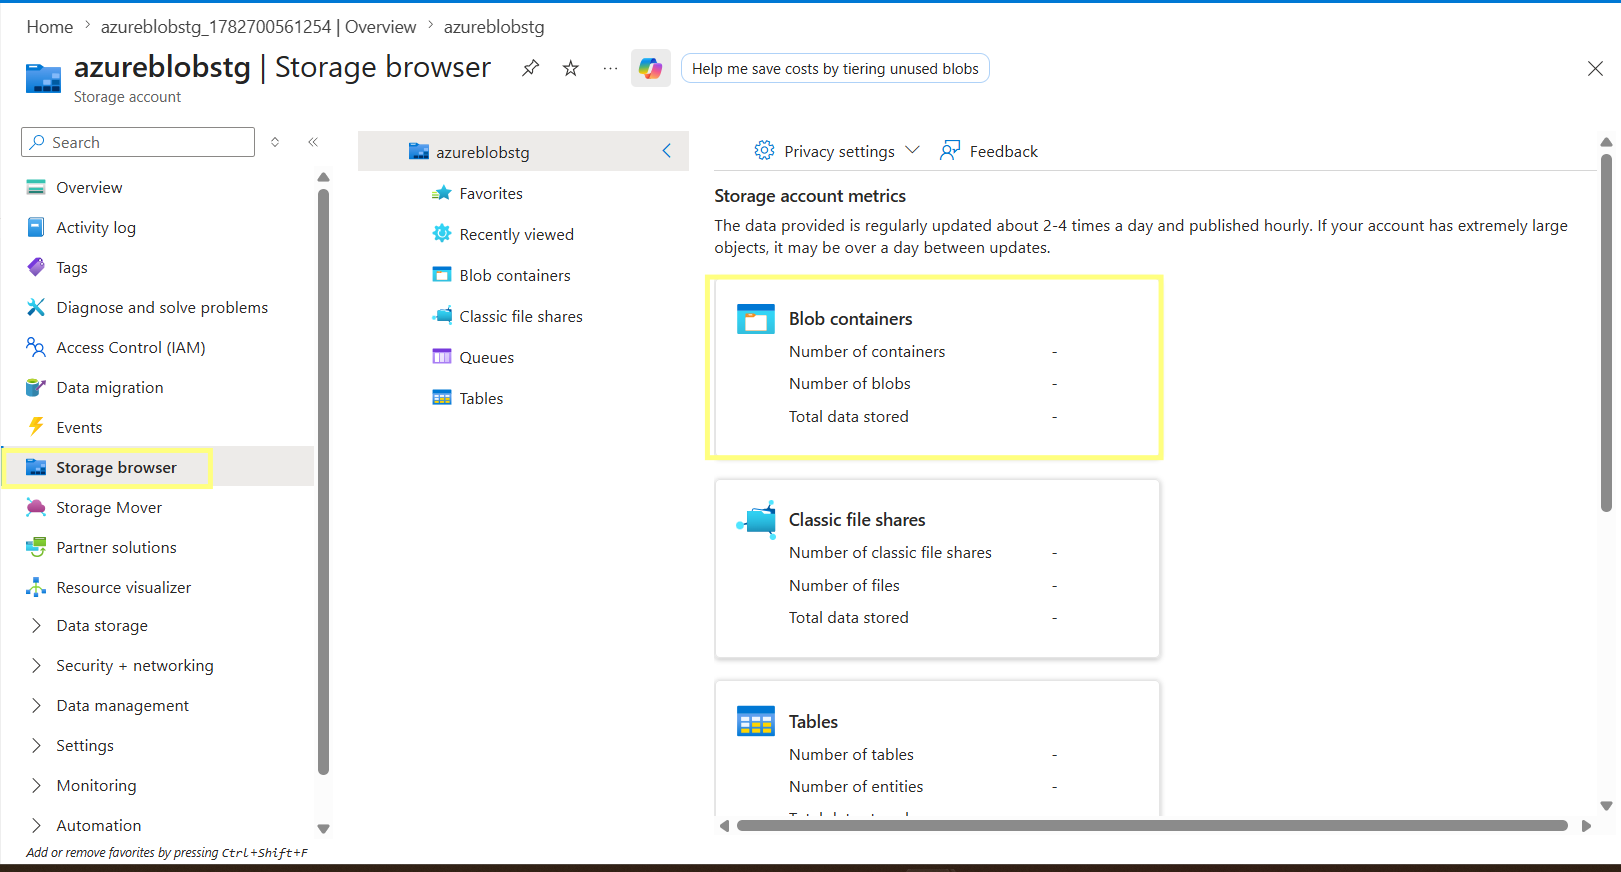 Home > azureblobstg_1782700561254 | Overview > azureblobstg
azureblobstg | Storage browser
Help me save costs by tiering unused blobs
Storage account
Search
Overview
Activity log
Tags
Diagnose and solve problems
Access Control (IAM)
Data migration
Events
Storage browser
Storage Mover
Partner solutions
Resource visualizer
Data storage
Security + networking
Data management
Settings
Monitoring
Automation
Add or remove favorites by pressing Ctrl+Shift+F
azureblobstg
Favorites
Recently viewed
Blob containers
Classic file shares
Queues
Tables
Privacy settings
Feedback
Storage account metrics
The data provided is regularly updated about 2-4 times a day and published hourly. If your account has extremely large
objects, it may be over a day between updates.
Blob containers
Number of containers -
Number of blobs -
Total data stored -
Classic file shares
Number of classic file shares -
Number of files -
Total data stored -
Tables
Number of tables -
Number of entities -